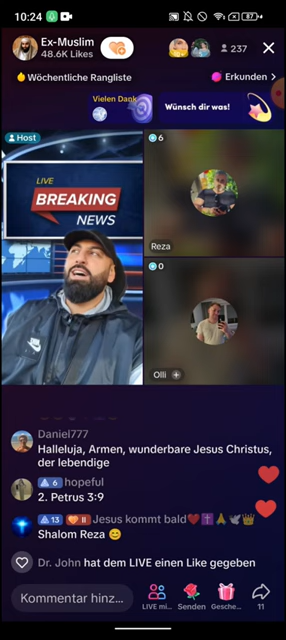 10:24
87
Ex-Muslim
48.6K Likes
237
Wöchentliche Rangliste
Erkunden >
Vielen Dank
Wünsch dir was!
Host
LIVE
BREAKING
NEWS
6
Reza
0
Olli +
Daniel777
Halleluja, Armen, wunderbare Jesus Christus,
der lebendige
6 hopeful
2. Petrus 3:9
13 II Jesus kommt bald❤️✝️🙏🕊️👑
Shalom Reza 😊
Dr. John hat dem LIVE einen Like gegeben
Kommentar hinz...
LIVE mi...
Senden
Gesche...
11